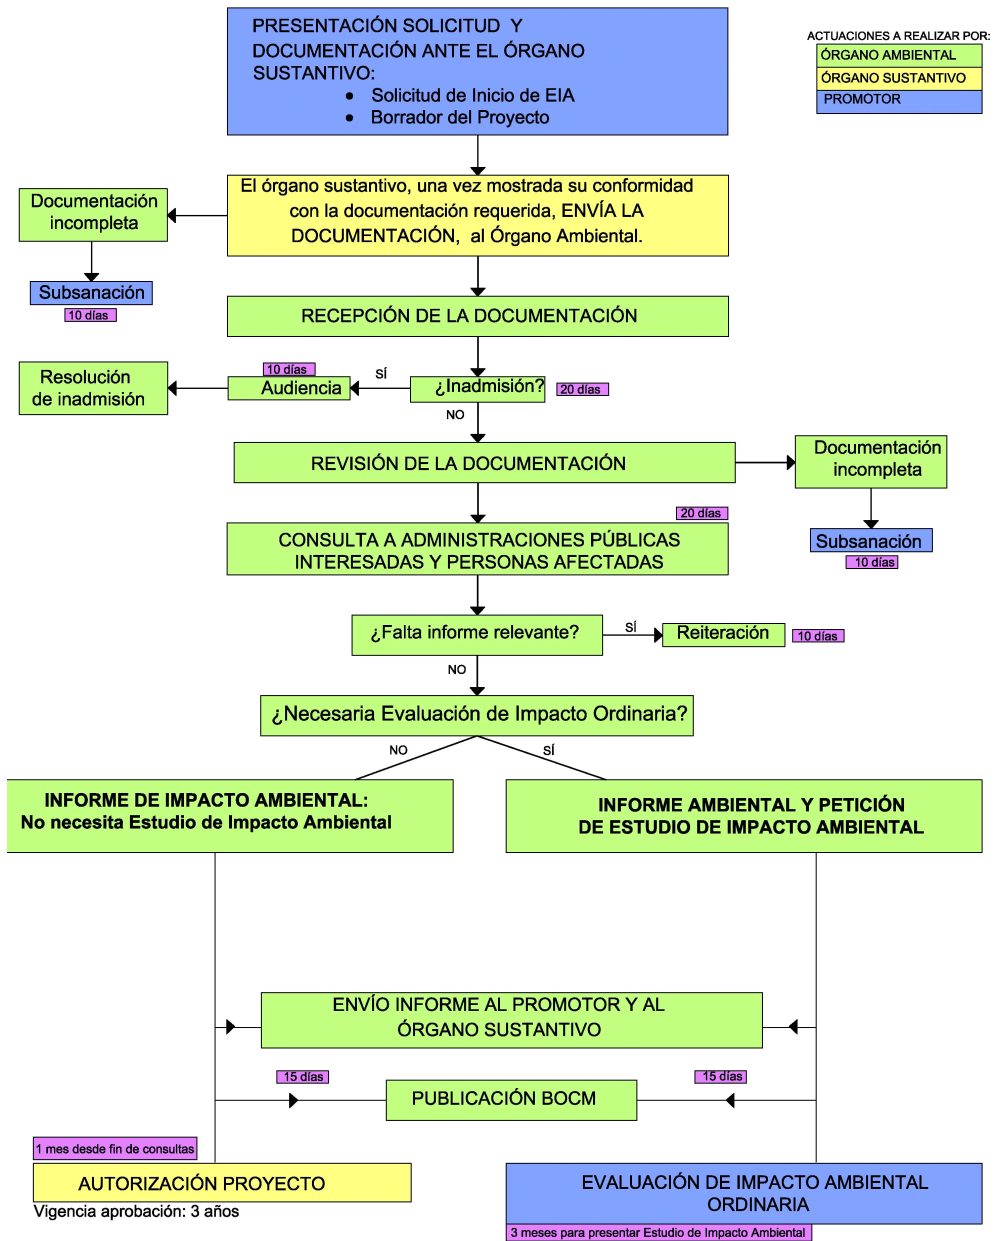 PRESENTACIÓN SOLICITUD Y
DOCUMENTACIÓN ANTE EL ÓRGANO
SUSTANTIVO:
• Solicitud de Inicio de EIA
• Borrador del Proyecto
ACTUACIONES A REALIZAR POR:
ÓRGANO AMBIENTAL
ÓRGANO SUSTANTIVO
PROMOTOR
El órgano sustantivo, una vez mostrada su conformidad
con la documentación requerida, ENVÍA LA
DOCUMENTACIÓN, al Órgano Ambiental.
Documentación
incompleta
Subsanación
10 días
RECEPCIÓN DE LA DOCUMENTACIÓN
¿Inadmisión?
20 días
SÍ
10 días
Audiencia
Resolución
de inadmisión
NO
REVISIÓN DE LA DOCUMENTACIÓN
Documentación
incompleta
Subsanación
10 días
20 días
CONSULTA A ADMINISTRACIONES PÚBLICAS
INTERESADAS Y PERSONAS AFECTADAS
¿Falta informe relevante?
SÍ
Reiteración
10 días
NO
¿Necesaria Evaluación de Impacto Ordinaria?
NO
SÍ
INFORME DE IMPACTO AMBIENTAL:
No necesita Estudio de Impacto Ambiental
INFORME AMBIENTAL Y PETICIÓN
DE ESTUDIO DE IMPACTO AMBIENTAL
ENVÍO INFORME AL PROMOTOR Y AL
ÓRGANO SUSTANTIVO
15 días
15 días
PUBLICACIÓN BOCM
1 mes desde fin de consultas
AUTORIZACIÓN PROYECTO
Vigencia aprobación: 3 años
EVALUACIÓN DE IMPACTO AMBIENTAL
ORDINARIA
3 meses para presentar Estudio de Impacto Ambiental